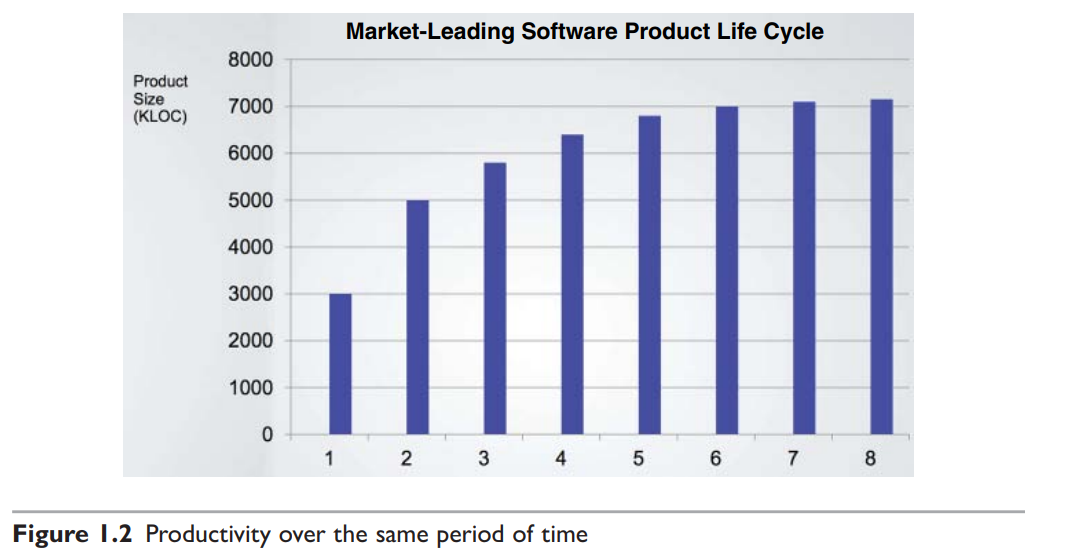 Market-Leading Software Product Life Cycle
Product
Size
(KLOC)
8000
7000
6000
5000
4000
3000
2000
1000
0
1 2 3 4 5 6 7 8
Figure 1.2 Productivity over the same period of time